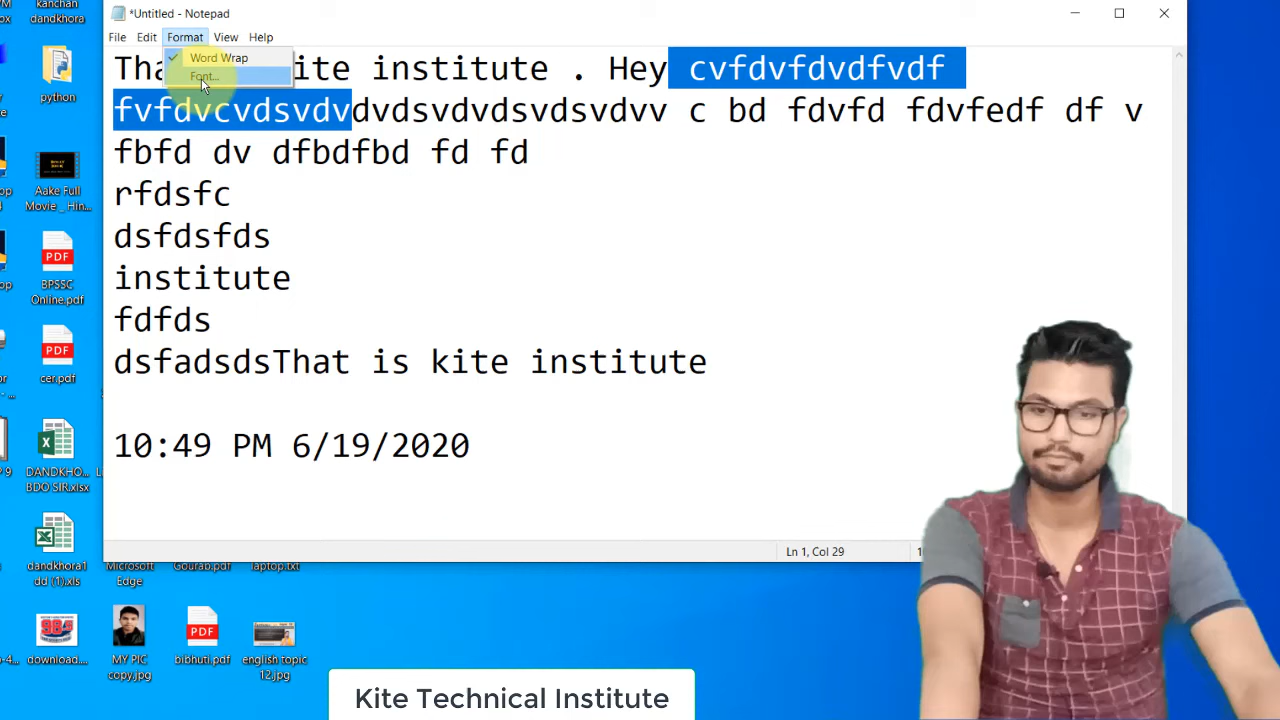 kanchan
dandkhora
*Untitled - Notepad
File Edit Format View Help
Word Wrap
Font...
ite institute . Hey cvfdvfdvdfvdf
fvfdvcvdsvdvdvdsvdvdsvdsvdvv c bd fdvfd fdvfedf df v
fbfd dv dfbdfbd fd fd
rfdsfc
dsfdsfds
institute
fdfds
dsfadsdsThat is kite institute
10:49 PM 6/19/2020
Ln 1, Col 29
python
Aake Full
Movie _ Hin...
PDF
BPSSC
Online.pdf
PDF
cer.pdf
DANDKHO...
BDO SIR.xlsx
dandkhora1
dd (1).xls
Microsoft
Edge
Gourab.pdf
laptop.txt
download....
MY PIC
copy.jpg
PDF
bibhuti.pdf
english topic
12.jpg
Kite Technical Institute